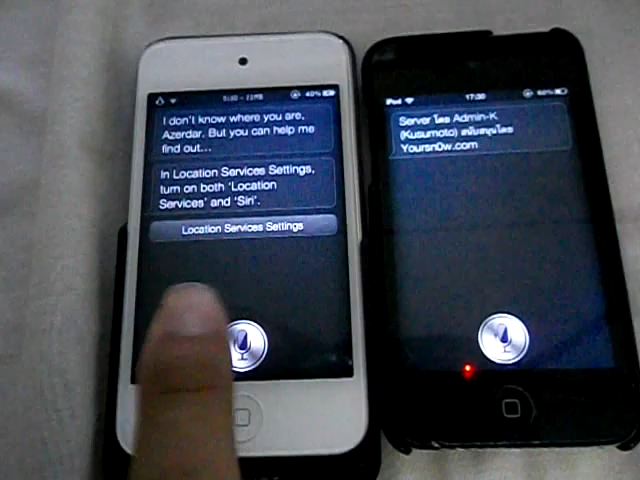 40%
I don't know where you are,
Azerdar. But you can help me
find out...
In Location Services Settings,
turn on both 'Location
Services' and 'Siri'.
Location Services Settings
iPod 17:30 60%
Server โดย Admin-K
(Kusumoto) สนับสนุนโดย
Yoursn0w.com